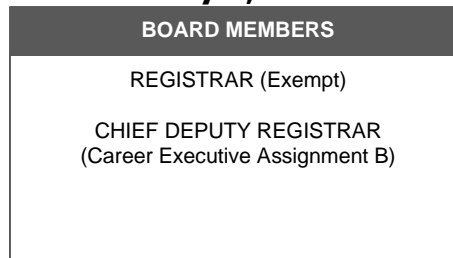 BOARD MEMBERS
REGISTRAR (Exempt)
CHIEF DEPUTY REGISTRAR
(Career Executive Assignment B)